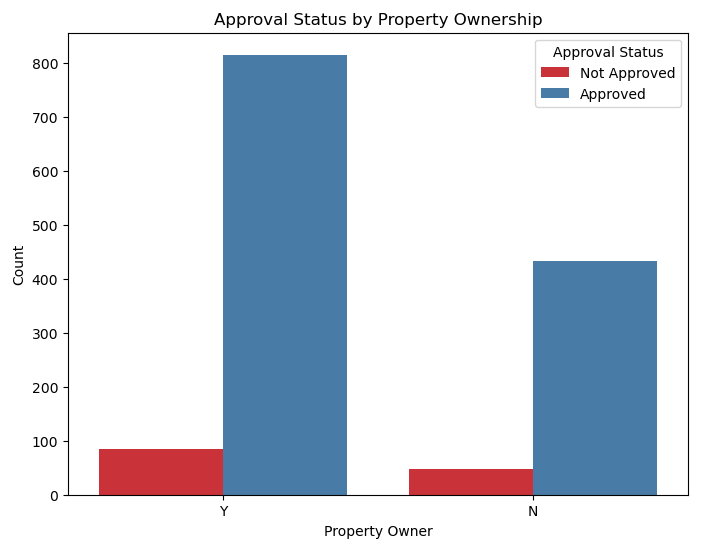 Approval Status by Property Ownership
Approval Status
Not Approved
Approved
800
700
600
500
400
300
200
100
0
Count
Y
N
Property Owner